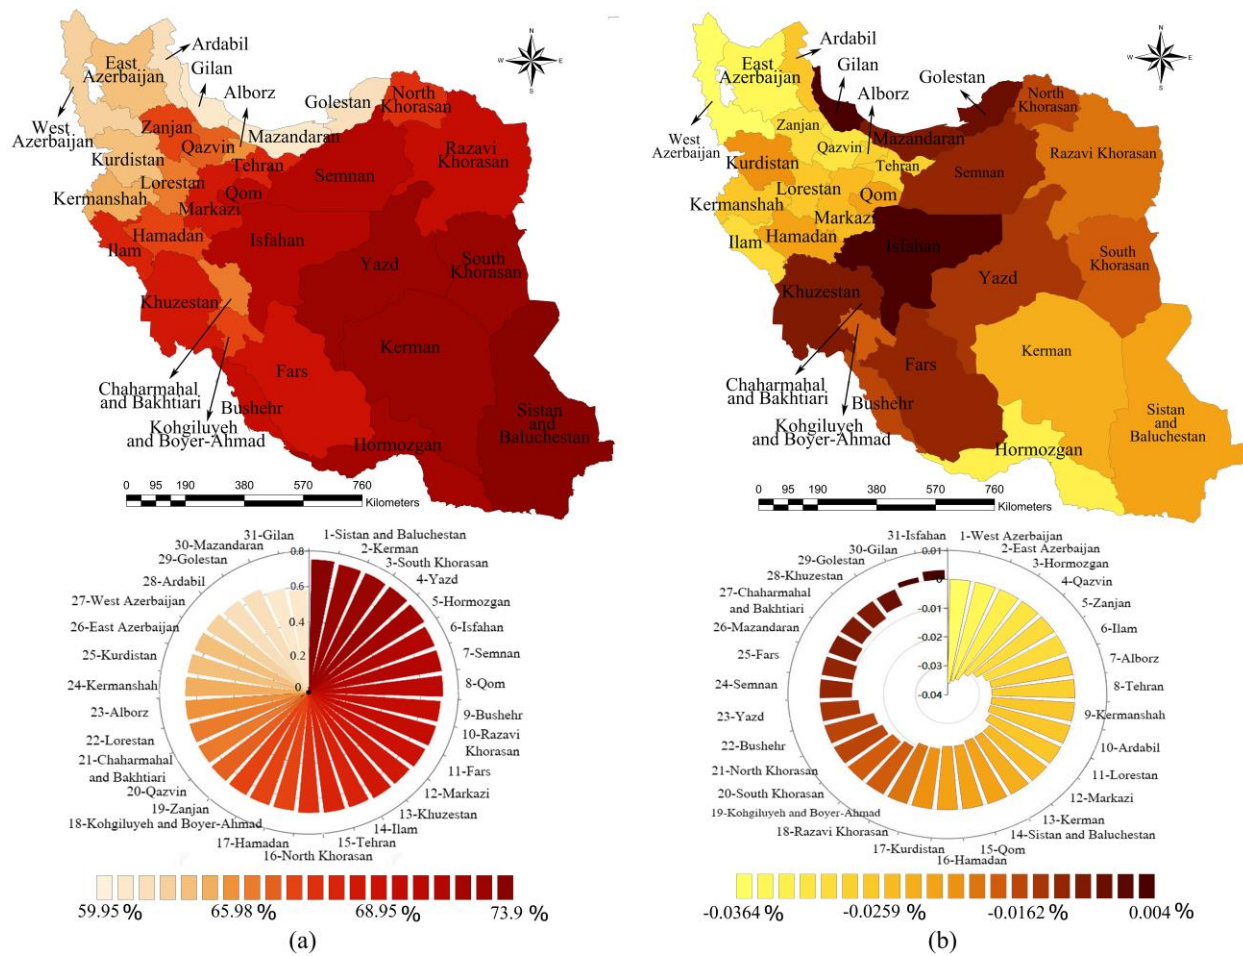 N
W
E
S
Ardabil
East
Azerbaijan
Gilan
Alborz
Golestan
North
Khorasan
West
Azerbaijan
Zanjan
Mazandaran
Qazvin
Kurdistan
Tehran
Razavi
Khorasan
Semnan
Lorestan
Kermanshah
Qom
Markazi
Hamadan
Isfahan
Ilam
Yazd
South
Khorasan
Khuzestan
Kerman
Fars
Chaharmahal
and Bakhtiari
Bushehr
Kohgiluyeh
and Boyer-Ahmad
Sistan
and
Baluchestan
Hormozgan
0 95 190 380 570 760
Kilometers
31-Gilan
30-Mazandaran
29-Golestan
28-Ardabil
27-West Azerbaijan
26-East Azerbaijan
25-Kurdistan
24-Kermanshah
23-Alborz
22-Lorestan
21-Chaharmahal
and Bakhtiari
20-Qazvin
19-Zanjan
18-Kohgiluyeh and Boyer-Ahmad
17-Hamadan
16-North Khorasan
15-Tehran
14-Ilam
13-Khuzestan
12-Markazi
11-Fars
10-Razavi
Khorasan
9-Bushehr
8-Qom
7-Semnan
6-Isfahan
5-Hormozgan
4-Yazd
3-South Khorasan
2-Kerman
1-Sistan and Baluchestan
0.8
0.6
0.4
0.2
0
59.95 % 65.98 % 68.95 % 73.9 %
(a)
N
W
E
S
Ardabil
East
Azerbaijan
Gilan
Golestan
Alborz
North
Khorasan
West
Azerbaijan
Zanjan
Mazandaran
Qazvin
Kurdistan
Tehran
Razavi Khorasan
Semnan
Lorestan
Kermanshah
Qom
Markazi
Hamadan
Ilam
Isfahan
South
Khorasan
Yazd
Khuzestan
Kerman
Fars
Chaharmahal
and Bakhtiari
Bushehr
Kohgiluyeh
and Boyer-Ahmad
Sistan
and
Baluchestan
Hormozgan
0 95 190 380 570 760
Kilometers
31-Isfahan
30-Gilan
29-Golestan
28-Khuzestan
27-Chaharmahal
and Bakhtiari
26-Mazandaran
25-Fars
24-Semnan
23-Yazd
22-Bushehr
21-North Khorasan
20-South Khorasan
19-Kohgiluyeh and Boyer-Ahmad
18-Razavi Khorasan
17-Kurdistan
16-Hamadan
15-Qom
14-Sistan and Baluchestan
13-Kerman
12-Markazi
11-Lorestan
10-Ardabil
9-Kermanshah
8-Tehran
7-Alborz
6-Ilam
5-Zanjan
4-Qazvin
3-Hormozgan
2-East Azerbaijan
1-West Azerbaijan
0.01
0
-0.01
-0.02
-0.03
-0.04
-0.0364 % -0.0259 % -0.0162 % 0.004 %
(b)